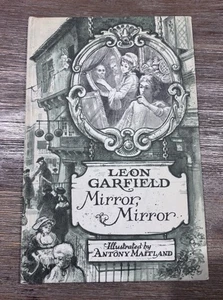 LEON
GARFIELD
Mirror,
Mirror
Illustrated by
ANTONY MAITLAND